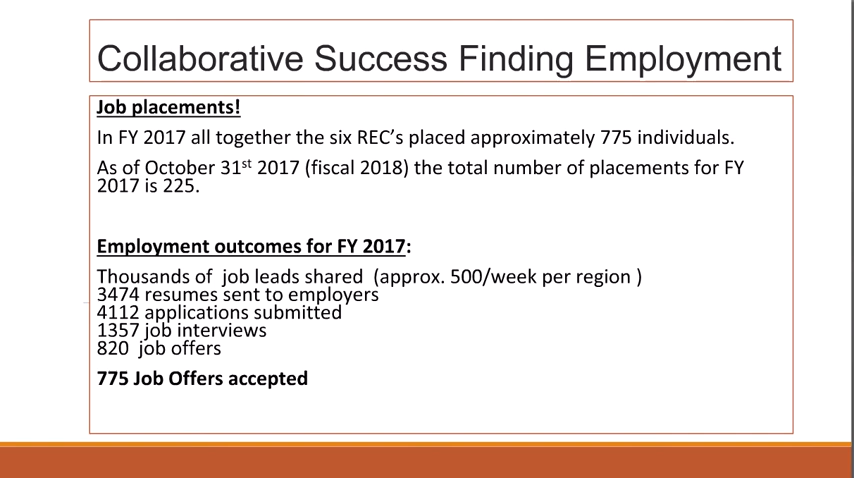 Collaborative Success Finding Employment
Job placements!
In FY 2017 all together the six REC’s placed approximately 775 individuals.
As of October 31st 2017 (fiscal 2018) the total number of placements for FY
2017 is 225.
Employment outcomes for FY 2017:
Thousands of  job leads shared  (approx. 500/week per region )
3474 resumes sent to employers
4112 applications submitted
1357 job interviews
820  job offers
775 Job Offers accepted